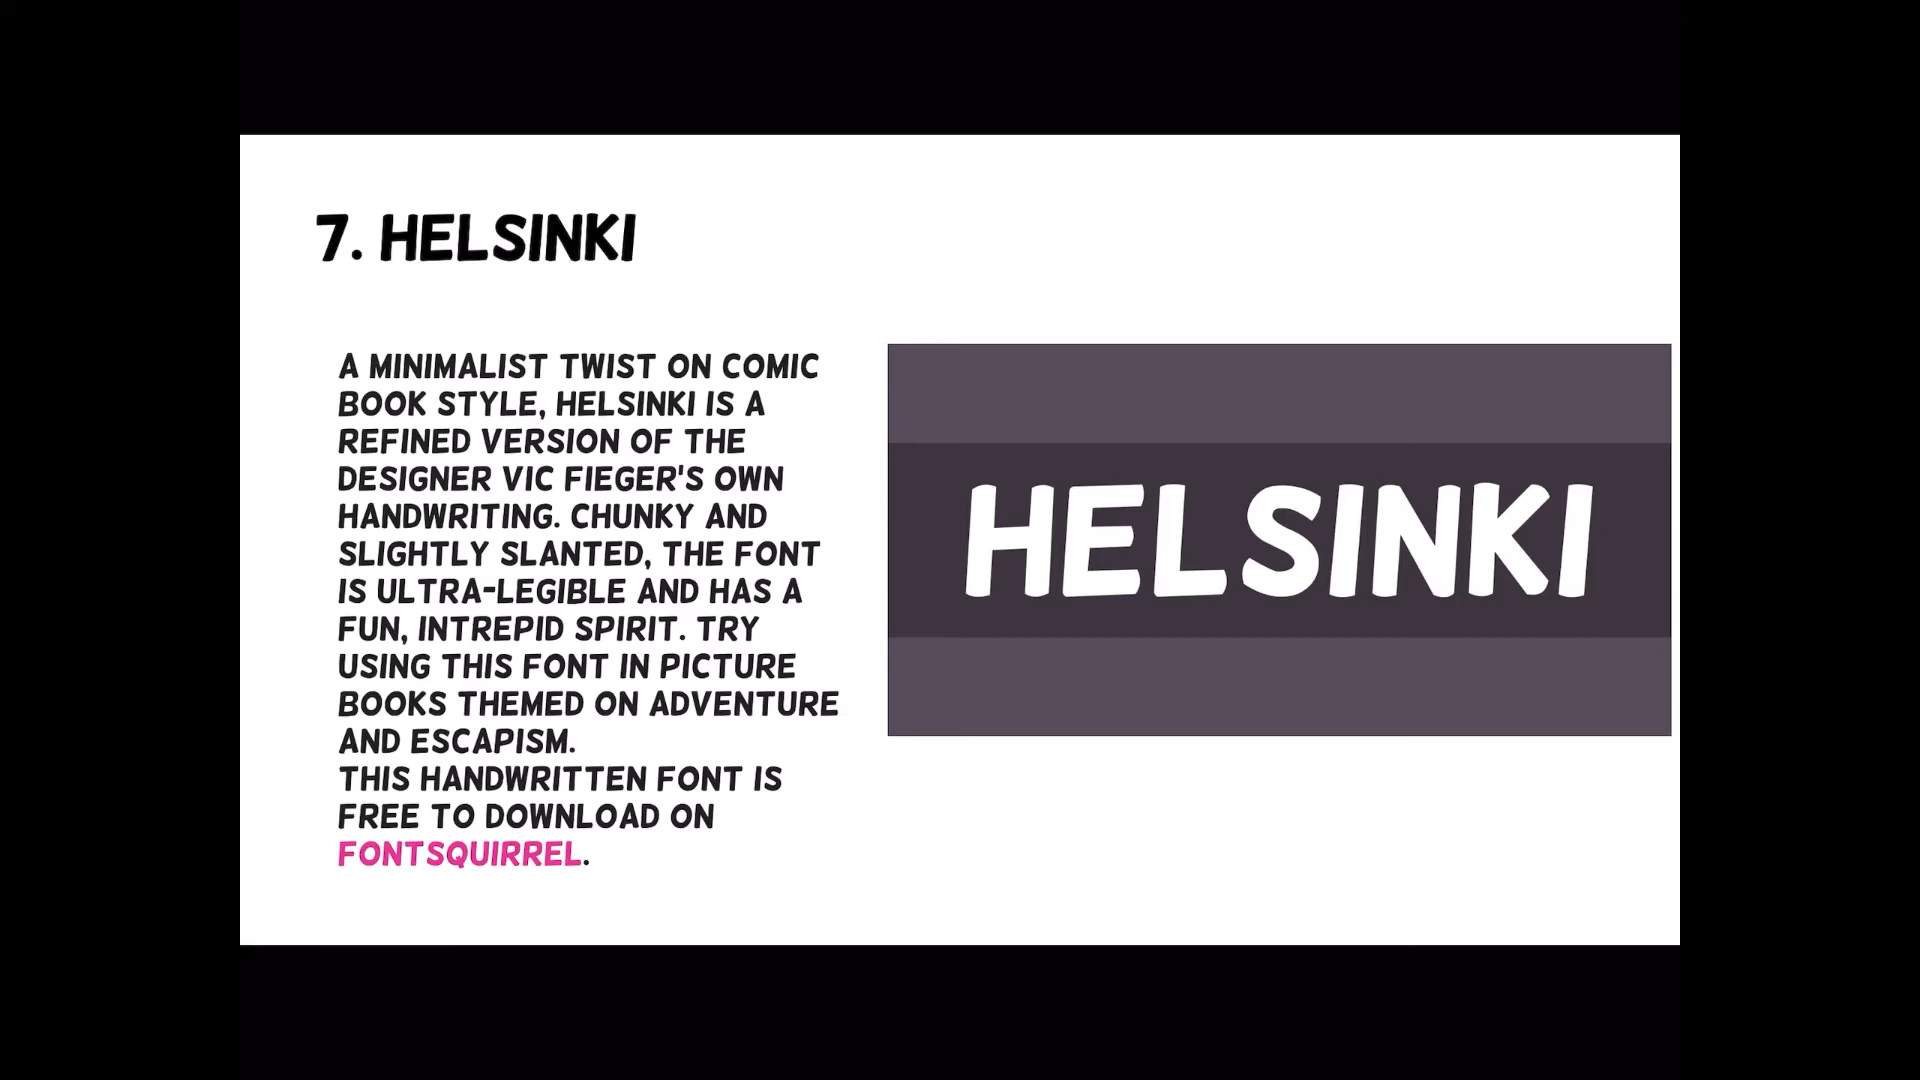 7. HELSINKI
A MINIMALIST TWIST ON COMIC
BOOK STYLE, HELSINKI IS A
REFINED VERSION OF THE
DESIGNER VIC FIEGER'S OWN
HANDWRITING. CHUNKY AND
SLIGHTLY SLANTED, THE FONT
IS ULTRA-LEGIBLE AND HAS A
FUN, INTREPID SPIRIT. TRY
USING THIS FONT IN PICTURE
BOOKS THEMED ON ADVENTURE
AND ESCAPISM.
THIS HANDWRITTEN FONT IS
FREE TO DOWNLOAD ON
FONTSQUIRREL.
HELSINKI